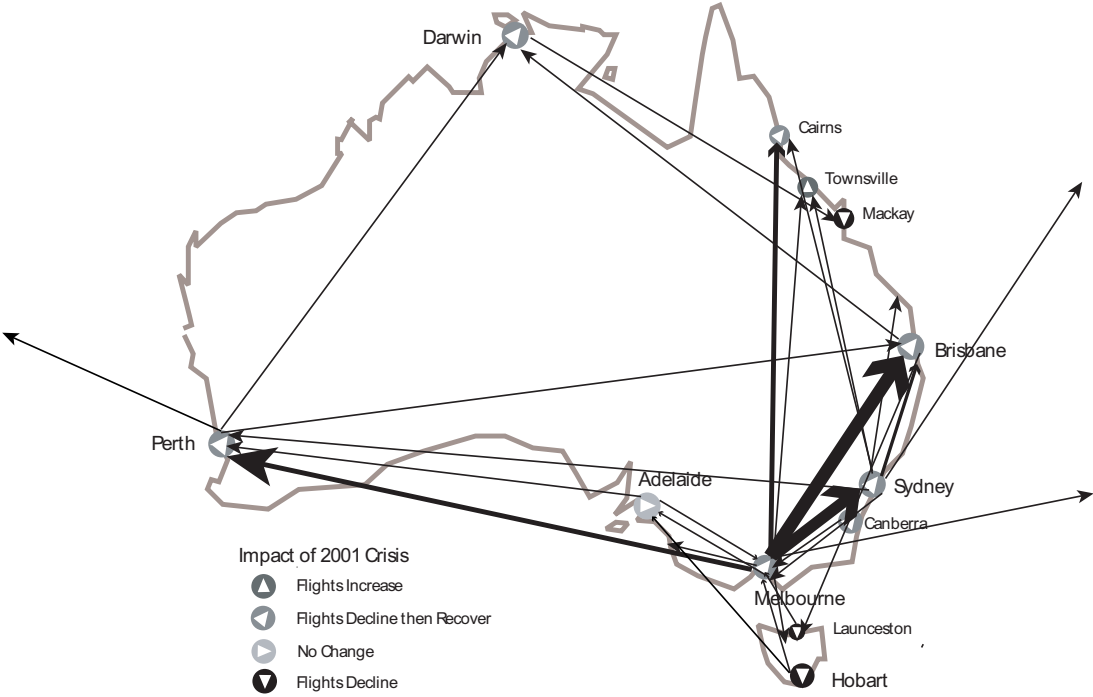 Darwin
Cairns
Townsville
Mackay
Brisbane
Perth
Adelaide
Sydney
Canberra
Impact of 2001 Crisis
Flights Increase
Melbourne
Flights Decline then Recover
Launceston
No Change
Hobart
Flights Decline